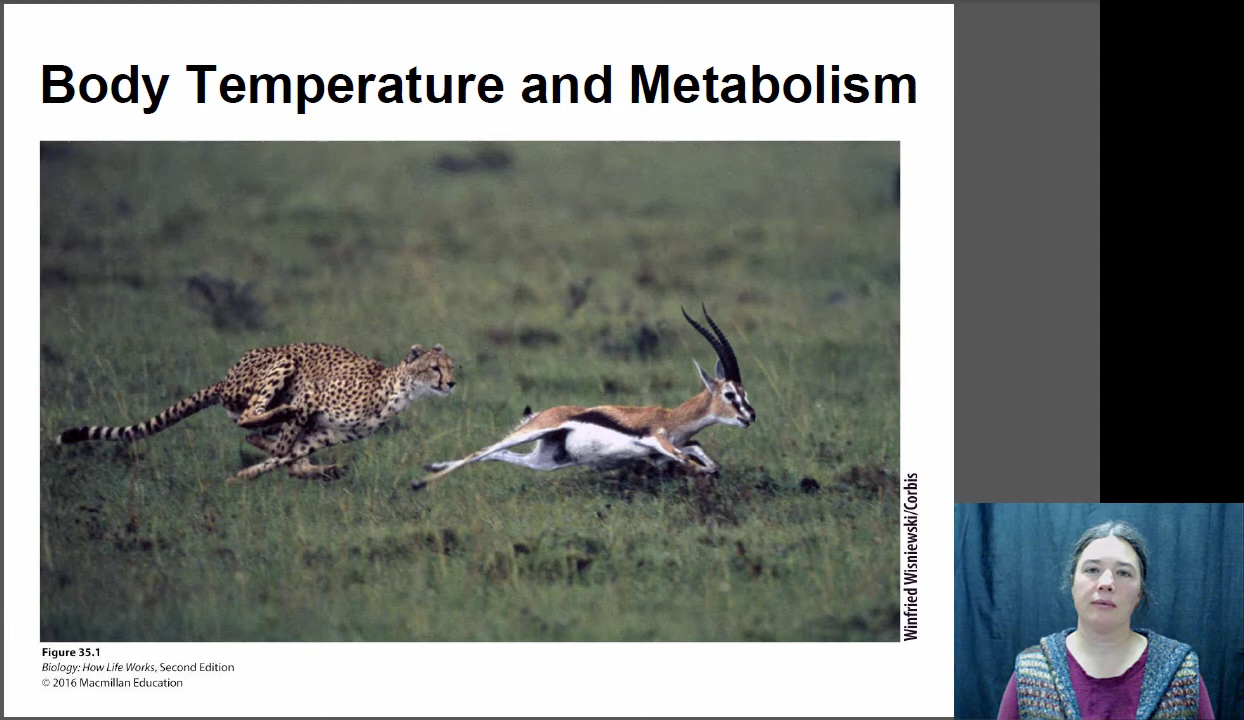 Body Temperature and Metabolism
Winfried Wisniewski/Corbis
Figure 35.1
Biology: How Life Works, Second Edition
© 2016 Macmillan Education